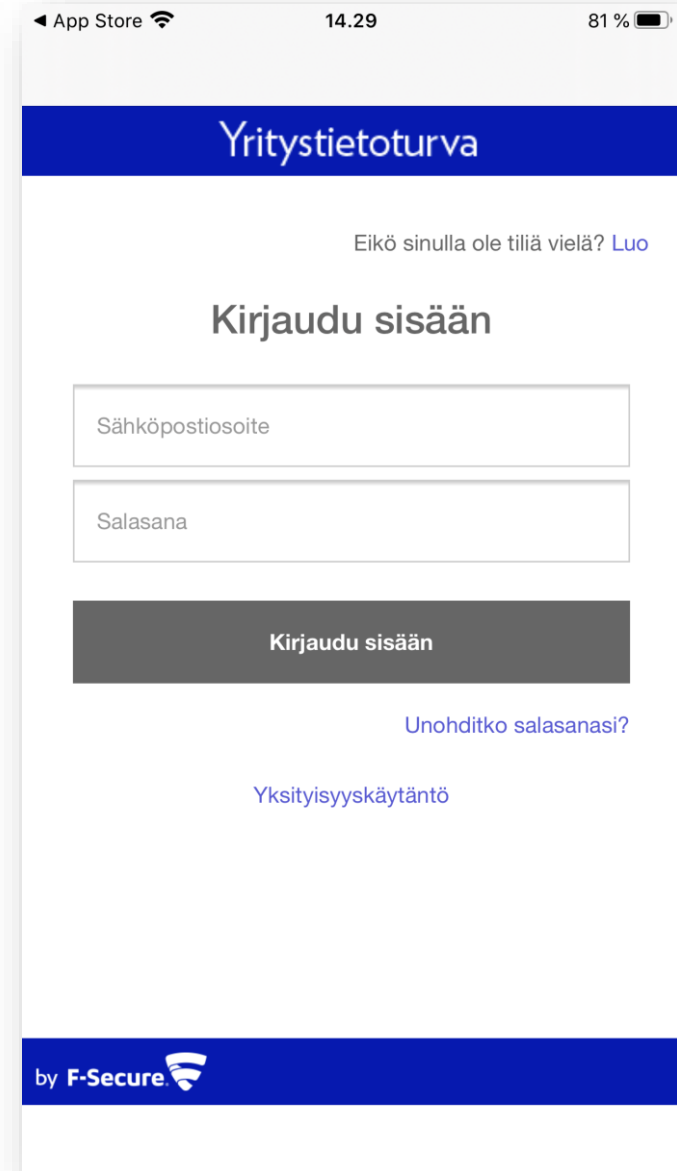 ◀ App Store 14.29 81 %
Yritystietoturva
Eikö sinulla ole tiliä vielä? Luo
Kirjaudu sisään
Sähköpostiosoite
Salasana
Kirjaudu sisään
Unohditko salasanasi?
Yksityisyyskäytäntö
by F-Secure.